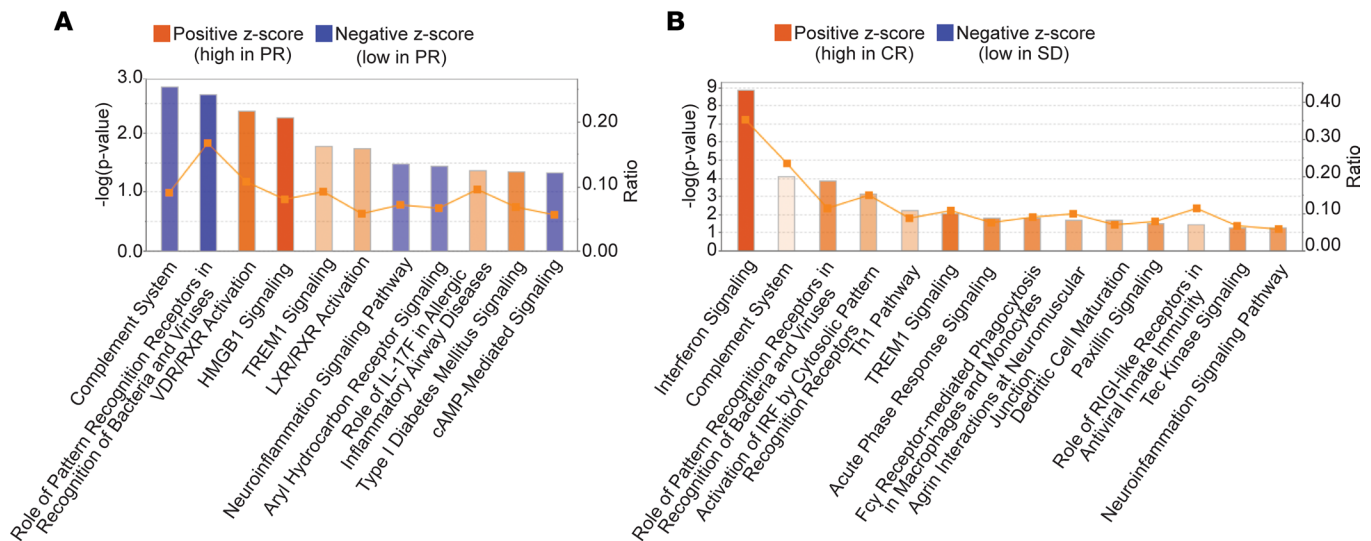 A
Positive z-score
(high in PR)
Negative z-score
(low in PR)
-log(p-value)
3.0
2.0
1.0
0.0
0.20
0.10
0.00
Ratio
Complement System
Role of Pattern Recognition Receptors in
Recognition of Bacteria and Viruses
VDR/RXR Activation
HMGB1 Signaling
TREM1 Signaling
LXR/RXR Activation
Neuroinflammation Signaling Pathway
Aryl Hydrocarbon Receptor Signaling
Role of IL-17F in Allergic
Inflammatory Airway Diseases
Type I Diabetes Mellitus Signaling
cAMP-Mediated Signaling
B
Positive z-score
(high in CR)
Negative z-score
(low in SD)
-log(p-value)
9
8
7
6
5
4
3
2
1
0
0.40
0.30
0.20
0.10
0.00
Ratio
Interferon Signaling
Complement System
Role of Pattern Recognition Receptors in
Recognition of Bacteria and Viruses
Activation of IRF by Cytosolic Pattern
Recognition Receptors
Th1 Pathway
TREM1 Signaling
Acute Phase Response Signaling
Fcy Receptor-mediated Phagocytosis
in Macrophages and Monocytes
Agrin Interactions at Neuromuscular
Junction
Dedritic Cell Maturation
Paxillin Signaling
Role of RIGI-like Receptors in
Antiviral Innate Immunity
Tec Kinase Signaling
Neuroinfammation Signaling Pathway